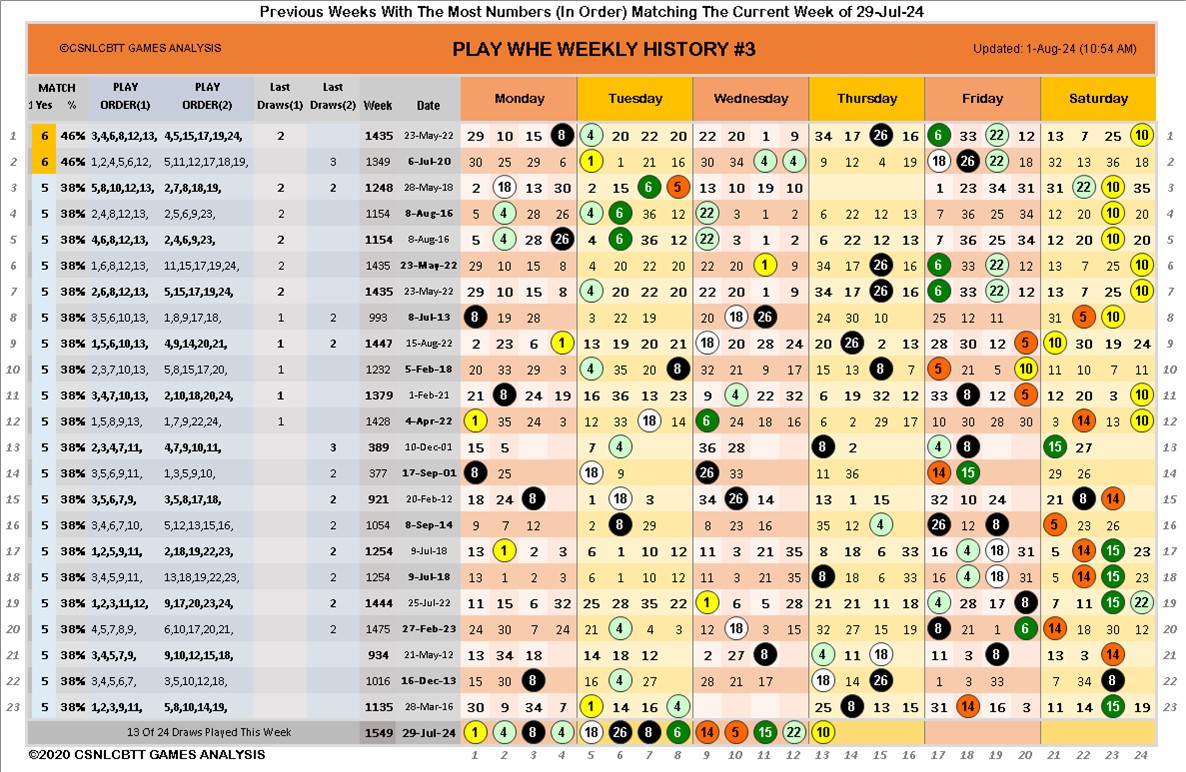 Previous Weeks With The Most Numbers (In Order) Matching The Current Week of 29-Jul-24
©CSNLCBTT GAMES ANALYSIS PLAY WHE WEEKLY HISTORY #3 Updated: 1-Aug-24 (10:54 AM)
MATCH PLAY PLAY Last Last
1 Yes % ORDER(1) ORDER(2) Draws(1) Draws(2) Week Date Monday Tuesday Wednesday Thursday Friday Saturday
1 6 46% 3,4,6,8,12,13, 4,5,15,17,19,24, 2 1435 23-May-22 29 10 15 8 4 20 22 20 22 20 1 9 34 17 26 16 6 33 22 12 13 7 25 10 1
2 6 46% 1,2,4,5,6,12, 5,11,12,17,18,19, 3 1349 6-Jul-20 30 25 29 6 1 1 21 16 30 34 4 4 9 12 4 19 18 26 22 18 32 13 36 18 2
3 5 38% 5,8,10,12,13, 2,7,8,18,19, 2 2 1248 28-May-18 2 18 13 30 2 15 6 5 13 10 19 10 1 23 34 31 31 22 10 35 3
4 5 38% 2,4,8,12,13, 2,5,6,9,23, 2 1154 8-Aug-16 5 4 28 26 4 6 36 12 22 3 1 2 6 22 12 13 7 36 25 34 12 20 10 20 4
5 5 38% 4,6,8,12,13, 2,4,6,9,23, 2 1154 8-Aug-16 5 4 28 26 4 6 36 12 22 3 1 2 6 22 12 13 7 36 25 34 12 20 10 20 5
6 5 38% 1,6,8,12,13, 11,15,17,19,24, 2 1435 23-May-22 29 10 15 8 4 20 22 20 22 20 1 9 34 17 26 16 6 33 22 12 13 7 25 10 6
7 5 38% 2,6,8,12,13, 5,15,17,19,24, 2 1435 23-May-22 29 10 15 8 4 20 22 20 22 20 1 9 34 17 26 16 6 33 22 12 13 7 25 10 7
8 5 38% 3,5,6,10,13, 1,8,9,17,18, 1 2 993 8-Jul-13 8 19 28 3 22 19 20 18 26 24 30 10 25 12 11 31 5 10 8
9 5 38% 1,5,6,10,13, 4,9,14,20,21, 1 2 1447 15-Aug-22 2 23 6 1 13 19 20 21 18 20 28 24 20 26 2 13 28 30 12 5 10 30 19 24 9
10 5 38% 2,3,7,10,13, 5,8,15,17,20, 1 1232 5-Feb-18 20 33 29 3 4 35 20 8 32 21 9 17 15 13 8 7 5 21 5 10 11 10 7 11 10
11 5 38% 3,4,7,10,13, 2,10,18,20,24, 1 1379 1-Feb-21 21 8 24 19 16 36 13 23 9 4 22 32 6 19 32 12 33 8 12 5 12 20 3 10 11
12 5 38% 1,5,8,9,13, 1,7,9,22,24, 1 1428 4-Apr-22 1 35 24 3 12 33 18 14 6 24 18 16 6 2 29 17 10 30 28 30 3 14 13 10 12
13 5 38% 2,3,4,7,11, 4,7,9,10,11, 3 389 10-Dec-01 15 5 7 4 36 28 8 2 4 8 15 27 13
14 5 38% 3,5,6,9,11, 1,3,5,9,10, 2 377 17-Sep-01 8 25 18 9 26 33 11 36 14 15 29 26 14
15 5 38% 3,5,6,7,9, 3,5,8,17,18, 2 921 20-Feb-12 18 24 8 1 18 3 34 26 14 13 1 15 32 10 24 21 8 14 15
16 5 38% 3,4,6,7,10, 5,12,13,15,16, 2 1054 8-Sep-14 9 7 12 2 8 29 8 23 16 35 12 4 26 12 8 5 23 26 16
17 5 38% 1,2,5,9,11, 2,18,19,22,23, 2 1254 9-Jul-18 13 1 2 3 6 1 10 12 11 3 21 35 8 18 6 33 16 4 18 31 5 14 15 23 17
18 5 38% 3,4,5,9,11, 13,18,19,22,23, 2 1254 9-Jul-18 13 1 2 3 6 1 10 12 11 3 21 35 8 18 6 33 16 4 18 31 5 14 15 23 18
19 5 38% 1,2,3,11,12, 9,17,20,23,24, 2 1444 25-Jul-22 11 15 6 32 25 28 35 22 1 6 5 28 21 21 11 18 4 28 17 8 7 11 15 22 19
20 5 38% 4,5,7,8,9, 6,10,17,20,21, 2 1475 27-Feb-23 24 30 7 24 21 4 4 3 12 18 3 15 32 27 15 19 8 21 1 6 14 18 30 12 20
21 5 38% 3,4,5,7,9, 9,10,12,15,18, 934 21-May-12 13 34 18 14 18 12 2 27 8 4 11 18 11 3 8 13 3 14 21
22 5 38% 3,4,5,6,7, 3,5,10,12,18, 1016 16-Dec-13 15 30 8 16 4 27 28 21 17 18 14 26 1 3 33 7 34 8 22
23 5 38% 1,2,3,9,11, 5,8,10,14,19, 1135 28-Mar-16 30 9 34 7 1 14 16 4 25 8 13 15 31 14 16 3 11 14 15 19 23
13 Of 24 Draws Played This Week 1549 29-Jul-24 1 4 8 4 18 26 8 6 14 5 15 22 10
©2020 CSNLCBTT GAMES ANALYSIS 1 2 3 4 5 6 7 8 9 10 11 12 13 14 15 16 17 18 19 20 21 22 23 24